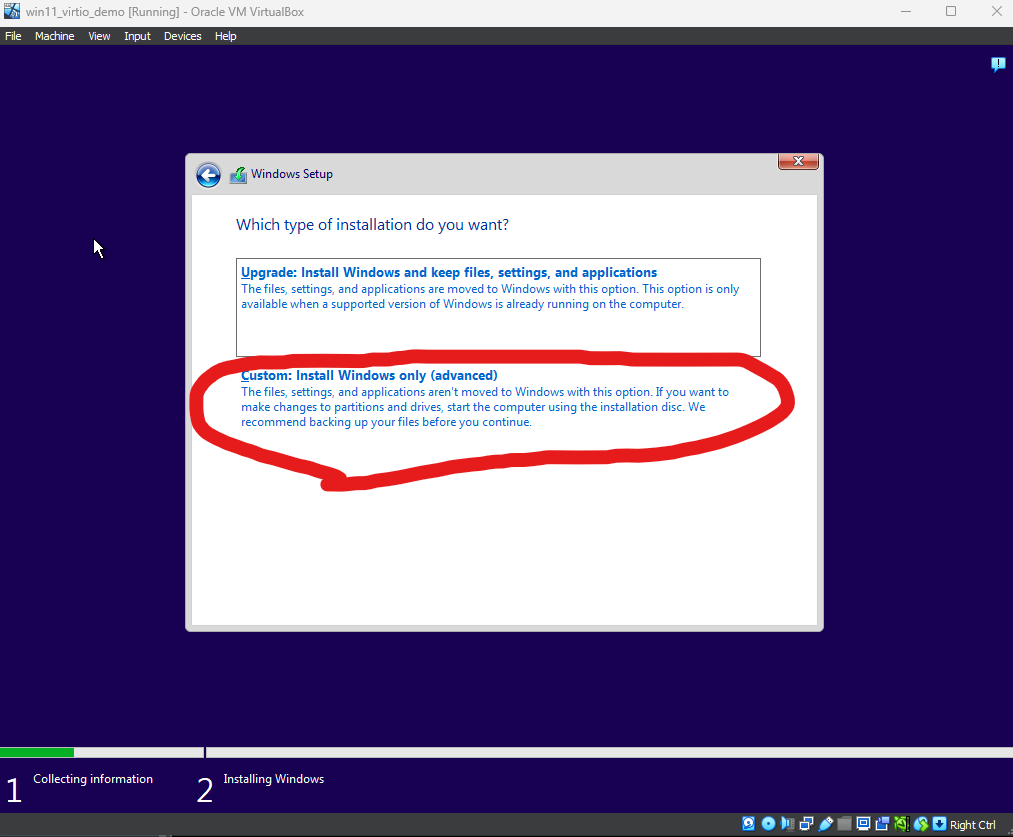 win11_virtio_demo [Running] - Oracle VM VirtualBox
File Machine View Input Devices Help
Windows Setup
Which type of installation do you want?
Upgrade: Install Windows and keep files, settings, and applications
The files, settings, and applications are moved to Windows with this option. This option is only
available when a supported version of Windows is already running on the computer.
Custom: Install Windows only (advanced)
The files, settings, and applications aren't moved to Windows with this option. If you want to
make changes to partitions and drives, start the computer using the installation disc. We
recommend backing up your files before you continue.
1 Collecting information 2 Installing Windows
Right Ctrl